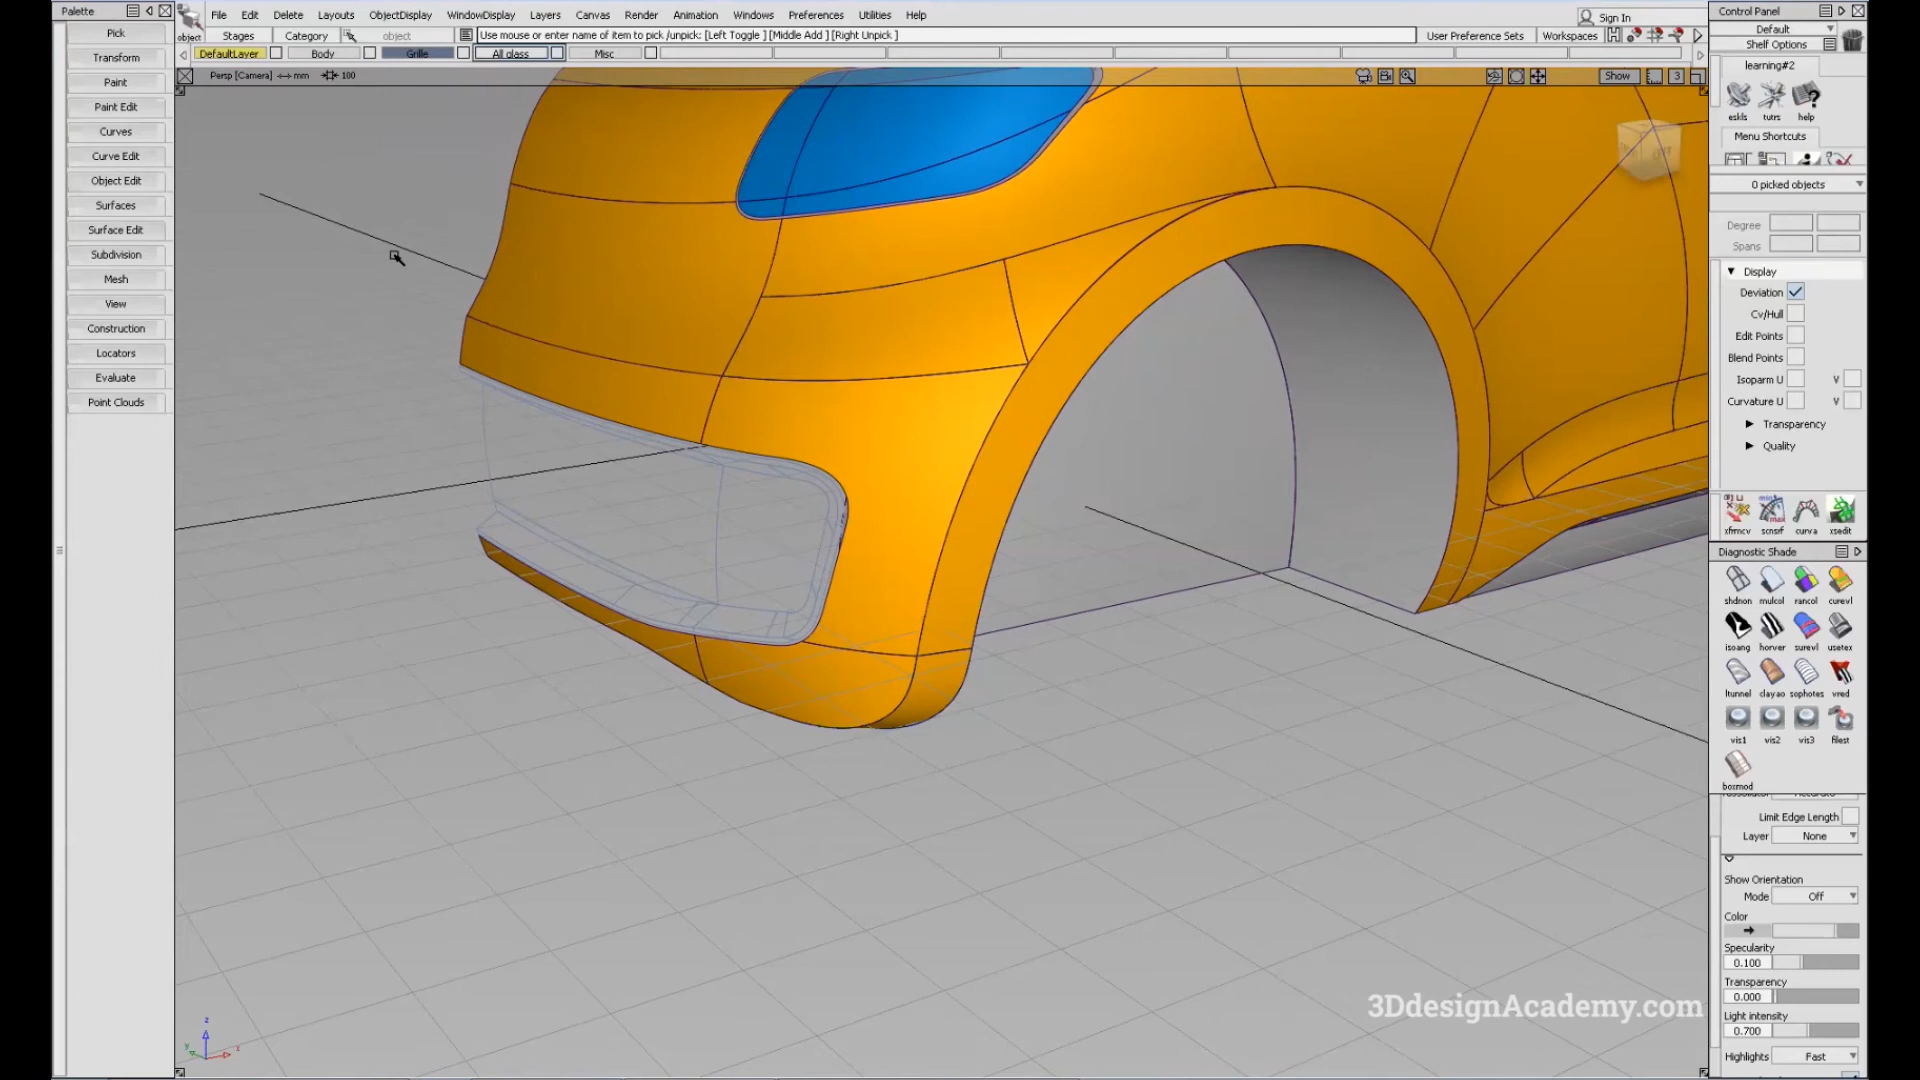 Palette
Control Panel
File Edit Delete Layouts ObjectDisplay WindowDisplay Layers Canvas Render Animation Windows Preferences Utilities Help
Sign In
Default
object Stages Category object Use mouse or enter name of item to pick /unpick: [Left Toggle ] [Middle Add ] [Right Unpick ] User Preference Sets Workspaces
Shelf Options
DefaultLayer Body Grille All glass Misc
Persp [Camera] mm 100
Show 3
learning#2
eskls tutrs help
Menu Shortcuts
0 picked objects
Degree
Spans
Display
Deviation
Cv/Hull
Edit Points
Blend Points
Isoparm U V
Curvature U V
Transparency
Quality
xfrmcv scnsrf curva xsedit
Diagnostic Shade
shdnon mulcol rancol curevl
isoang horver surevl usetex
ltunnel clayao sophotes vred
vis1 vis2 vis3 filest
boxmod
Limit Edge Length
Layer None
Show Orientation
Mode Off
Color
Specularity
0.100
Transparency
0.000
Light intensity
0.700
Highlights Fast
Pick
Transform
Paint
Paint Edit
Curves
Curve Edit
Object Edit
Surfaces
Surface Edit
Subdivision
Mesh
View
Construction
Locators
Evaluate
Point Clouds
3DdesignAcademy.com
z
y
x